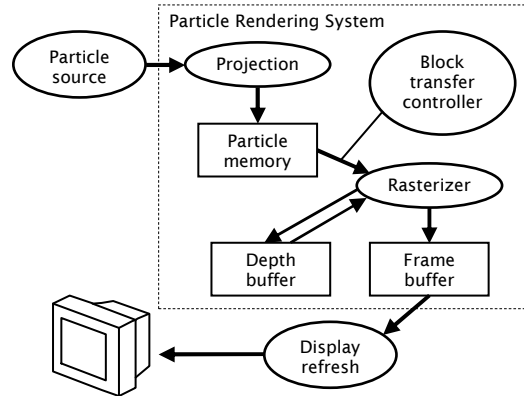 Particle Rendering System
Particle
source
Projection
Block
transfer
controller
Particle
memory
Rasterizer
Depth
buffer
Frame
buffer
Display
refresh